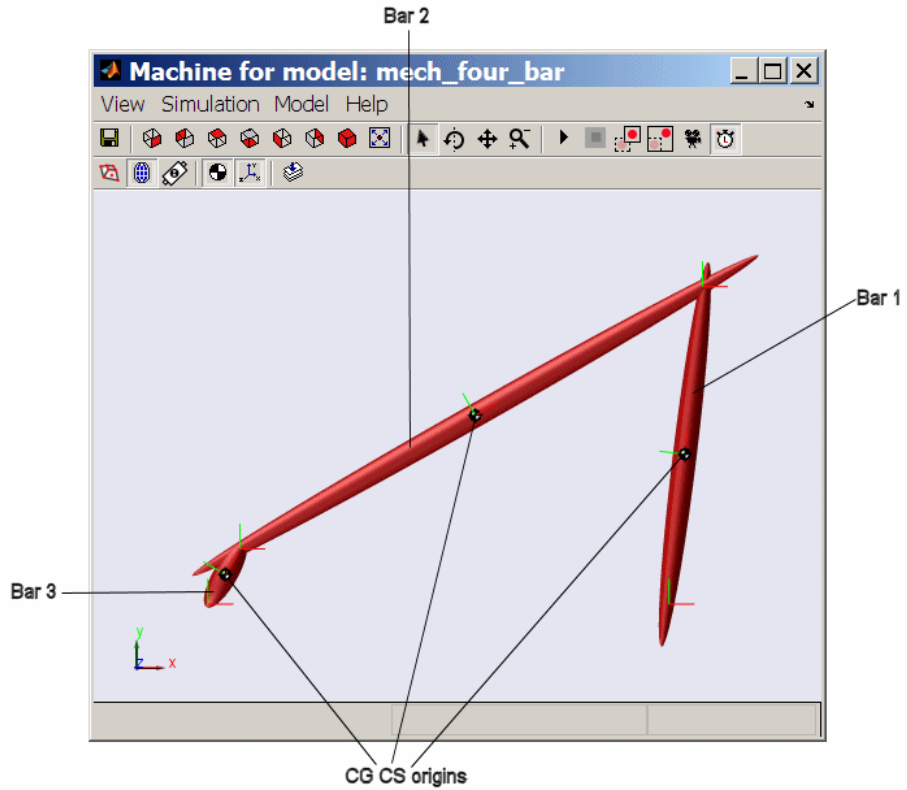 Bar 2
Machine for model: mech_four_bar
View Simulation Model Help
Bar 1
Bar 3
y
z x
CG CS origins